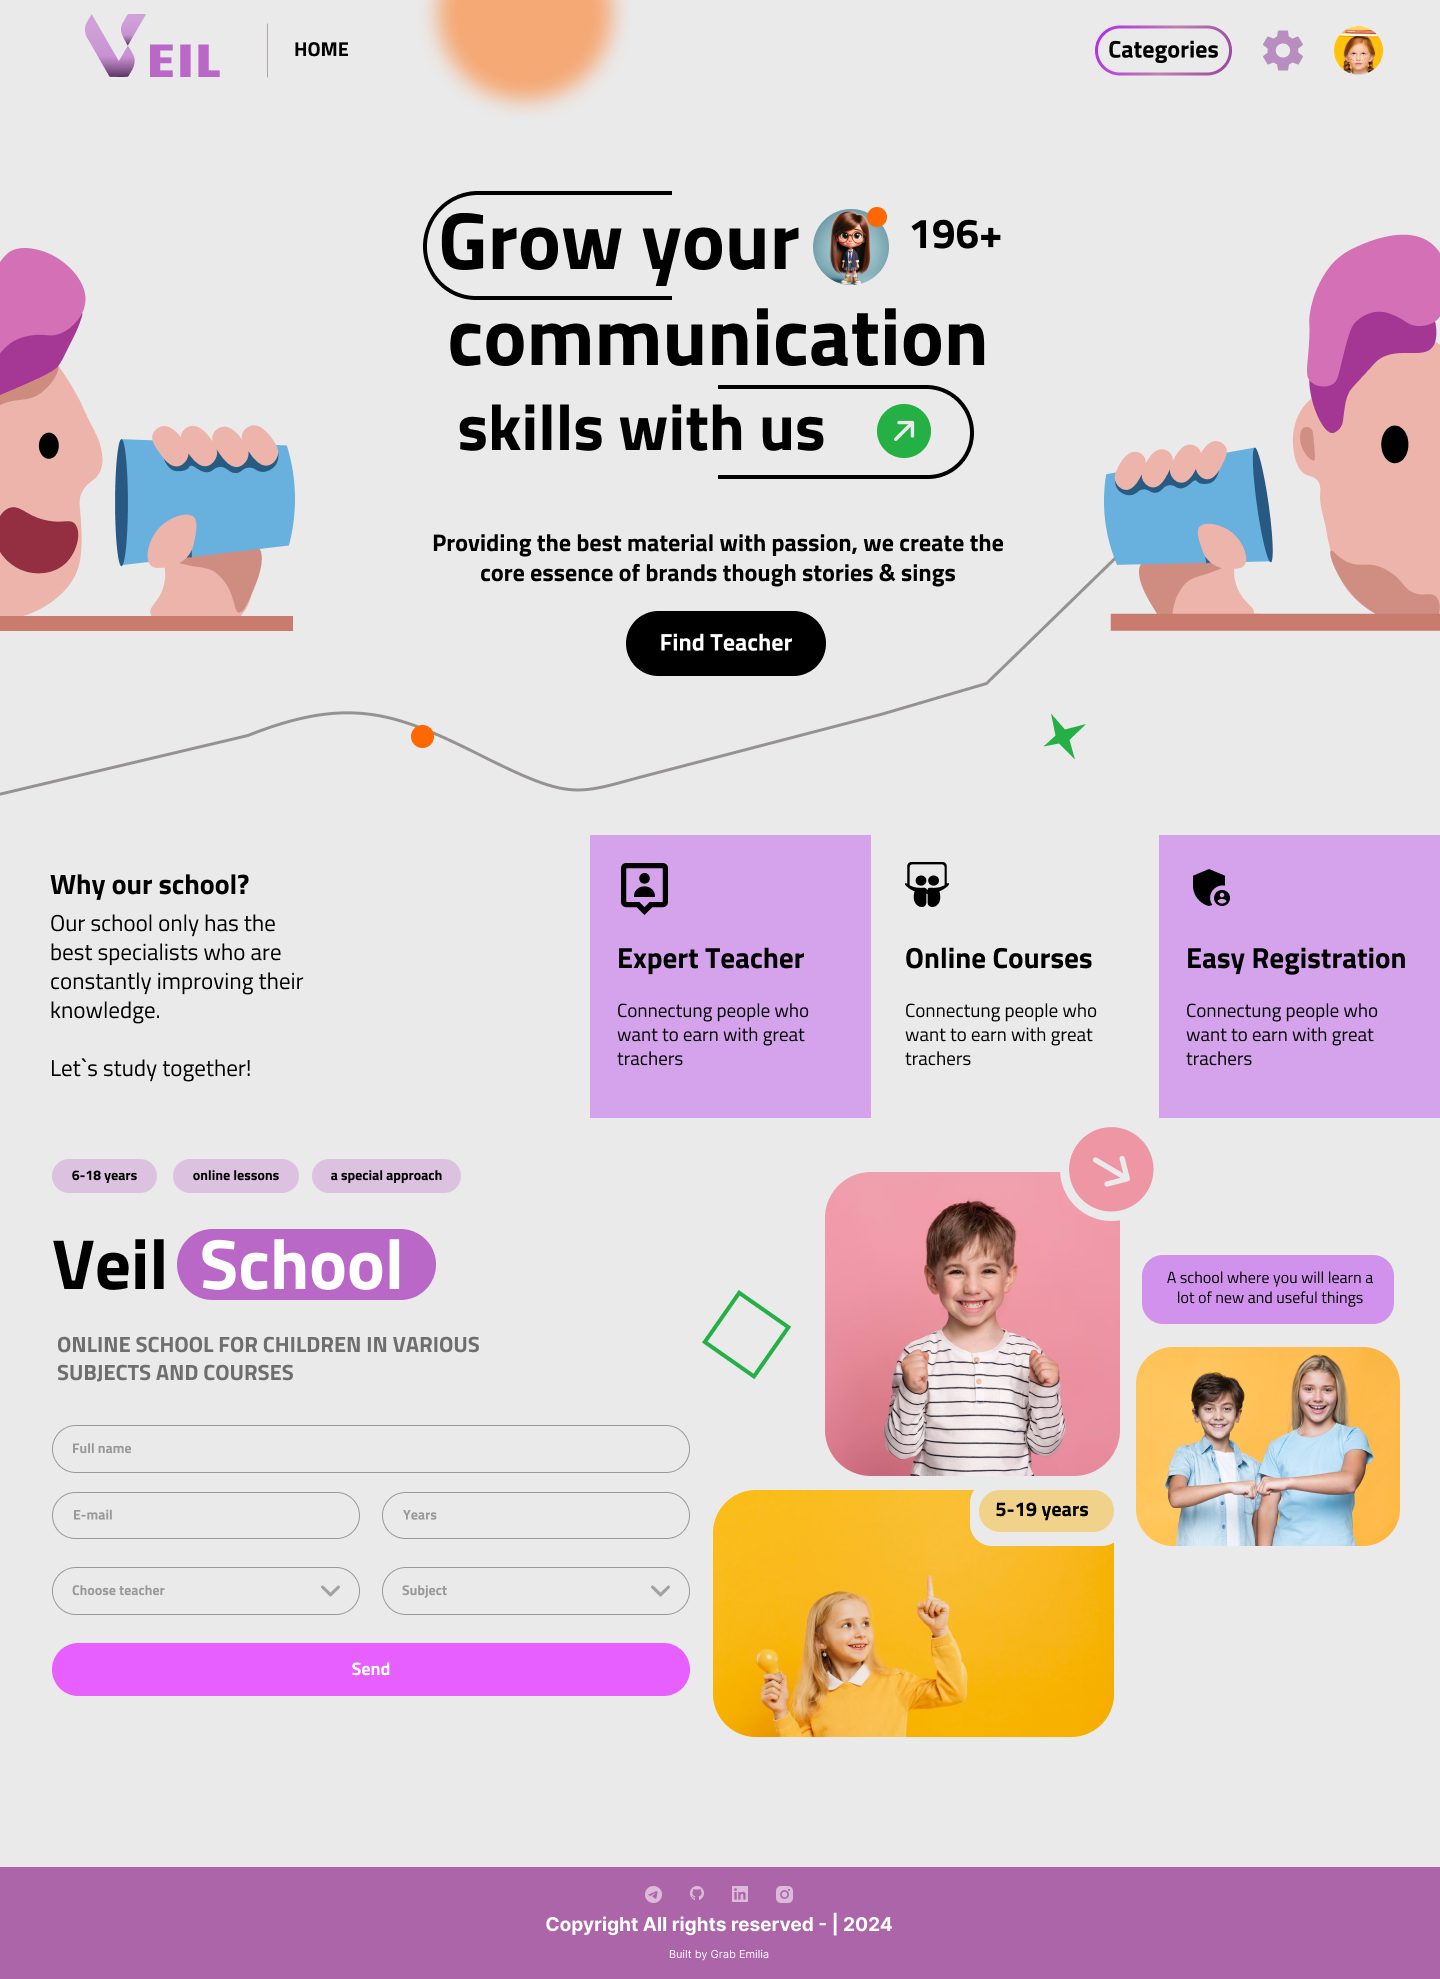 VEIL
HOME
Categories
Grow your
196+
communication
skills with us
Providing the best material with passion, we create the
core essence of brands though stories & sings
Find Teacher
Why our school?
Our school only has the
best specialists who are
constantly improving their
knowledge.
Let`s study together!
Expert Teacher
Connectung people who
want to earn with great
trachers
Online Courses
Connectung people who
want to earn with great
trachers
Easy Registration
Connectung people who
want to earn with great
trachers
6-18 years
online lessons
a special approach
Veil School
ONLINE SCHOOL FOR CHILDREN IN VARIOUS
SUBJECTS AND COURSES
Full name
E-mail
Years
Choose teacher
Subject
Send
A school where you will learn a
lot of new and useful things
5-19 years
Copyright All rights reserved - | 2024
Built by Grab Emilia